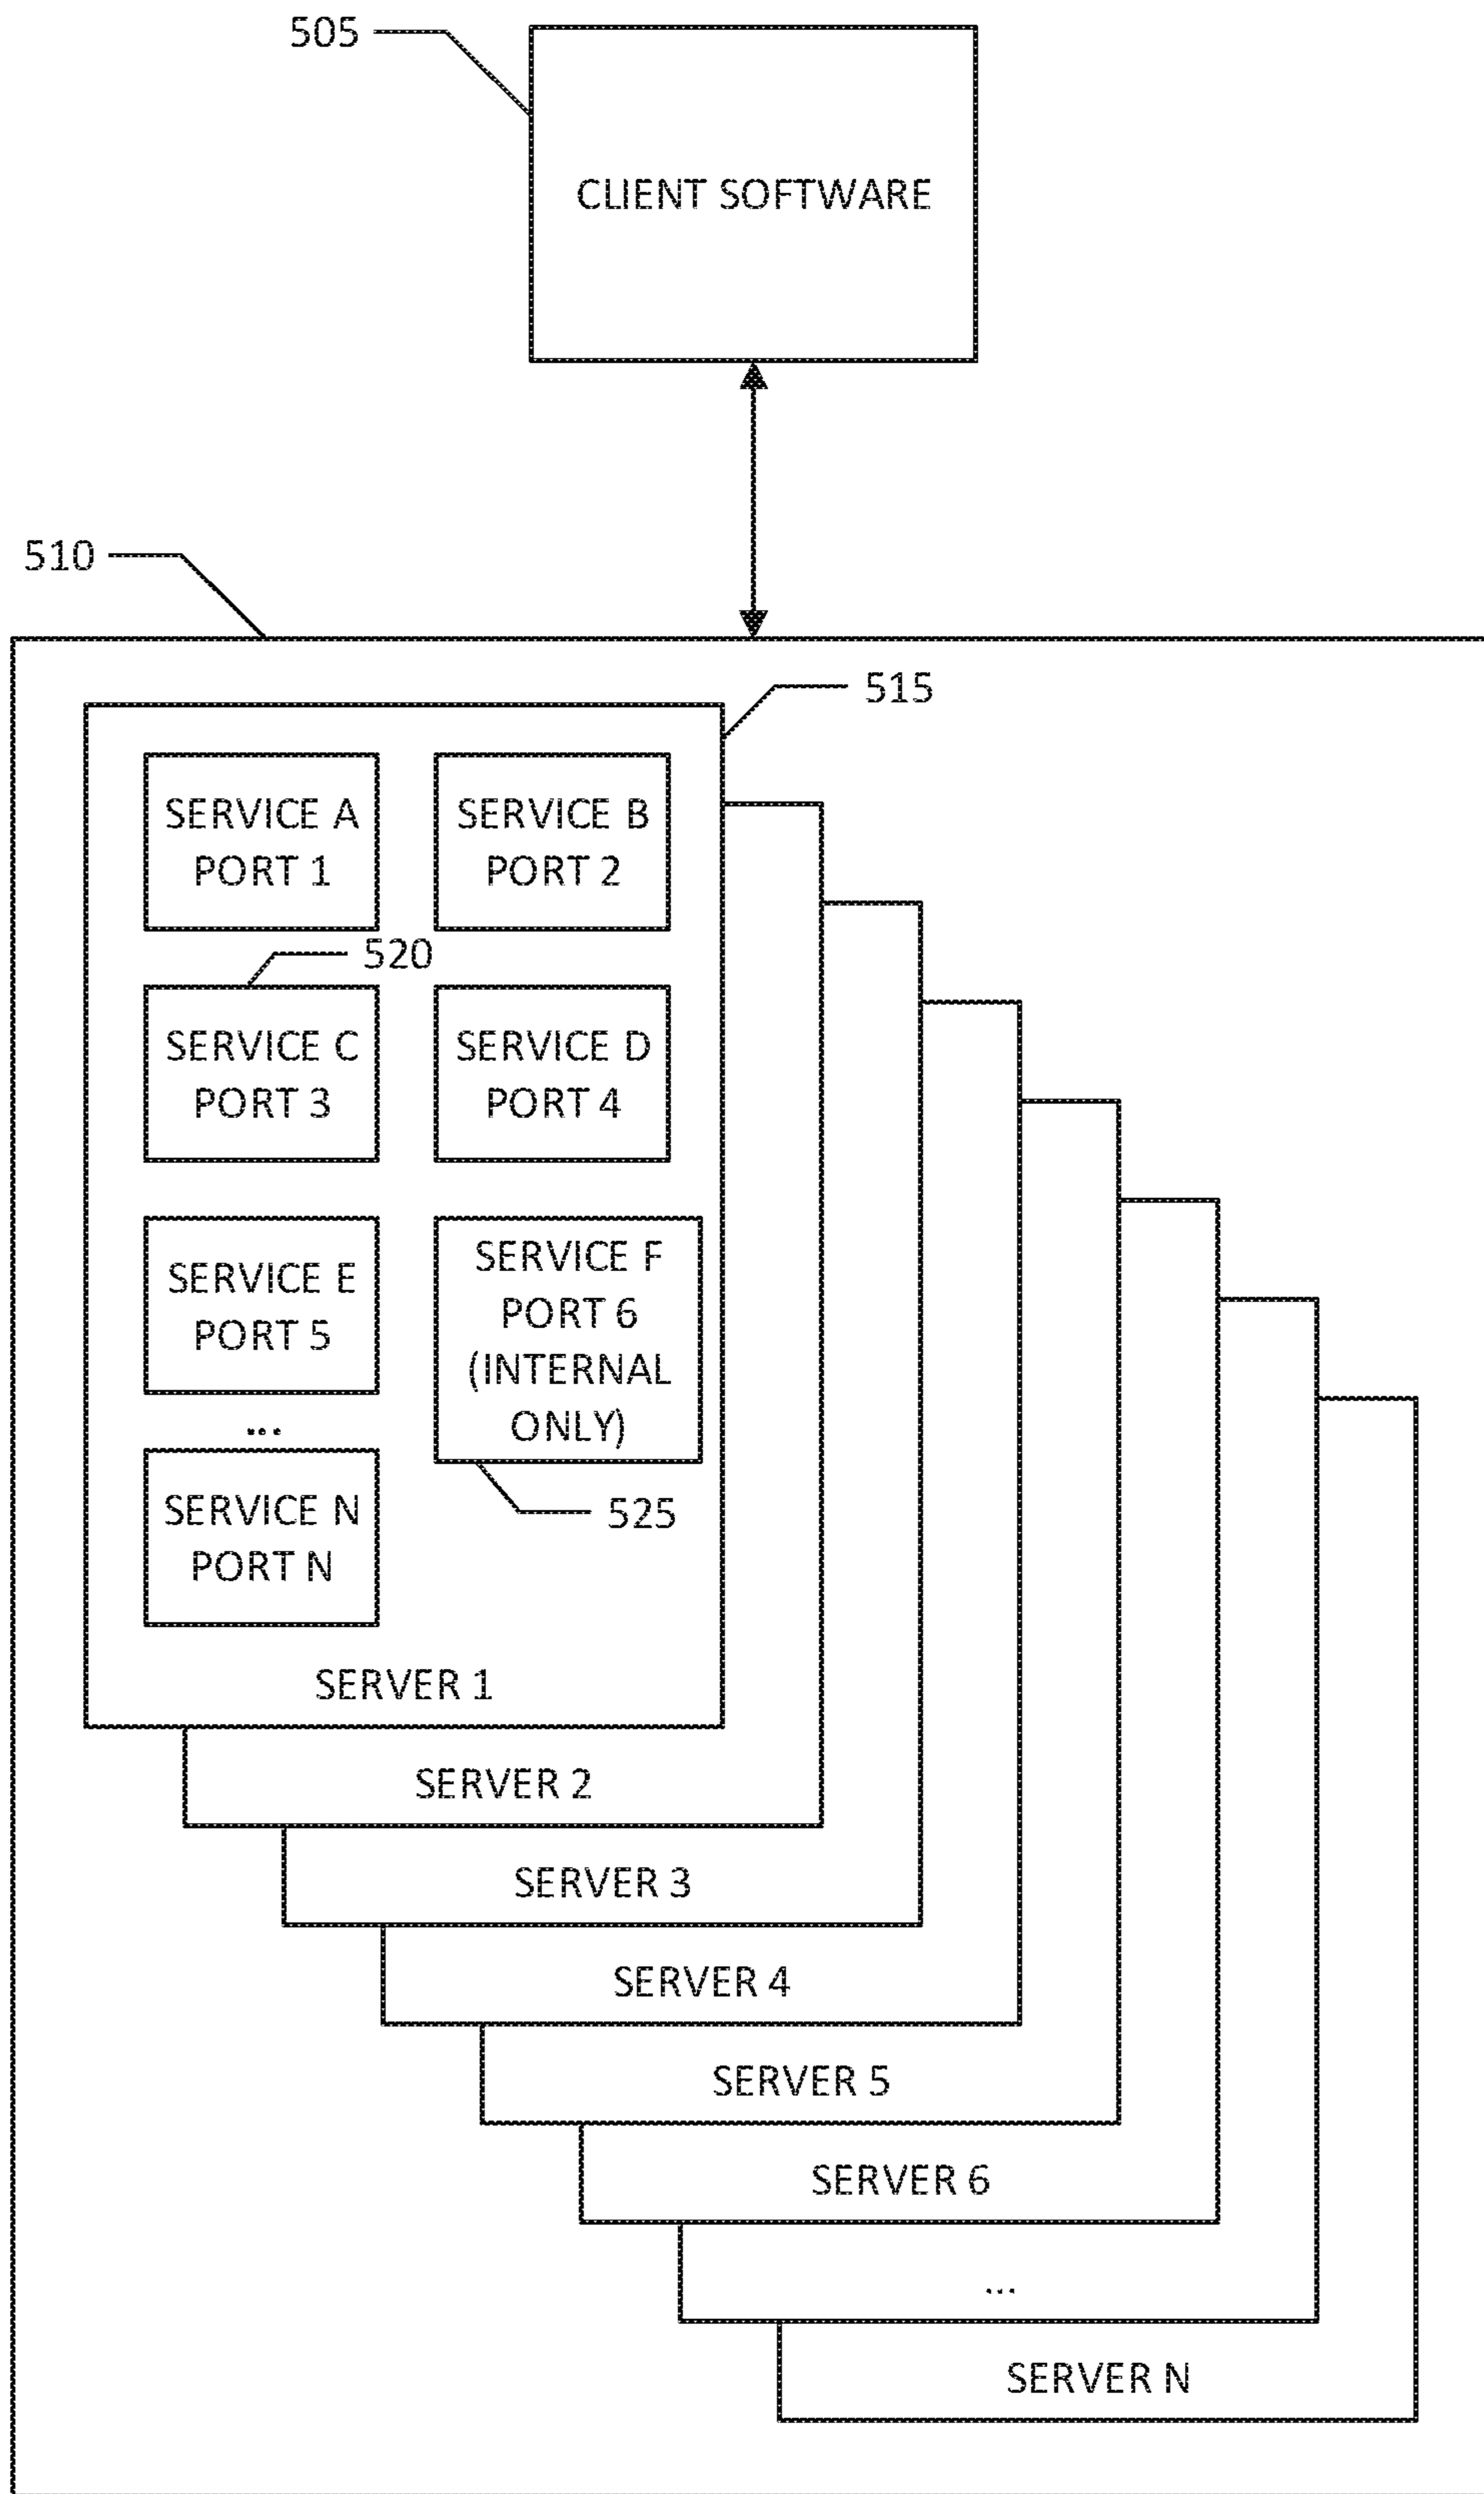 505
CLIENT SOFTWARE
510
515
SERVICE A
PORT 1
SERVICE B
PORT 2
520
SERVICE C
PORT 3
SERVICE D
PORT 4
SERVICE E
PORT 5
SERVICE F
PORT 6
(INTERNAL
ONLY)
...
SERVICE N
PORT N
525
SERVER 1
SERVER 2
SERVER 3
SERVER 4
SERVER 5
SERVER 6
...
SERVER N